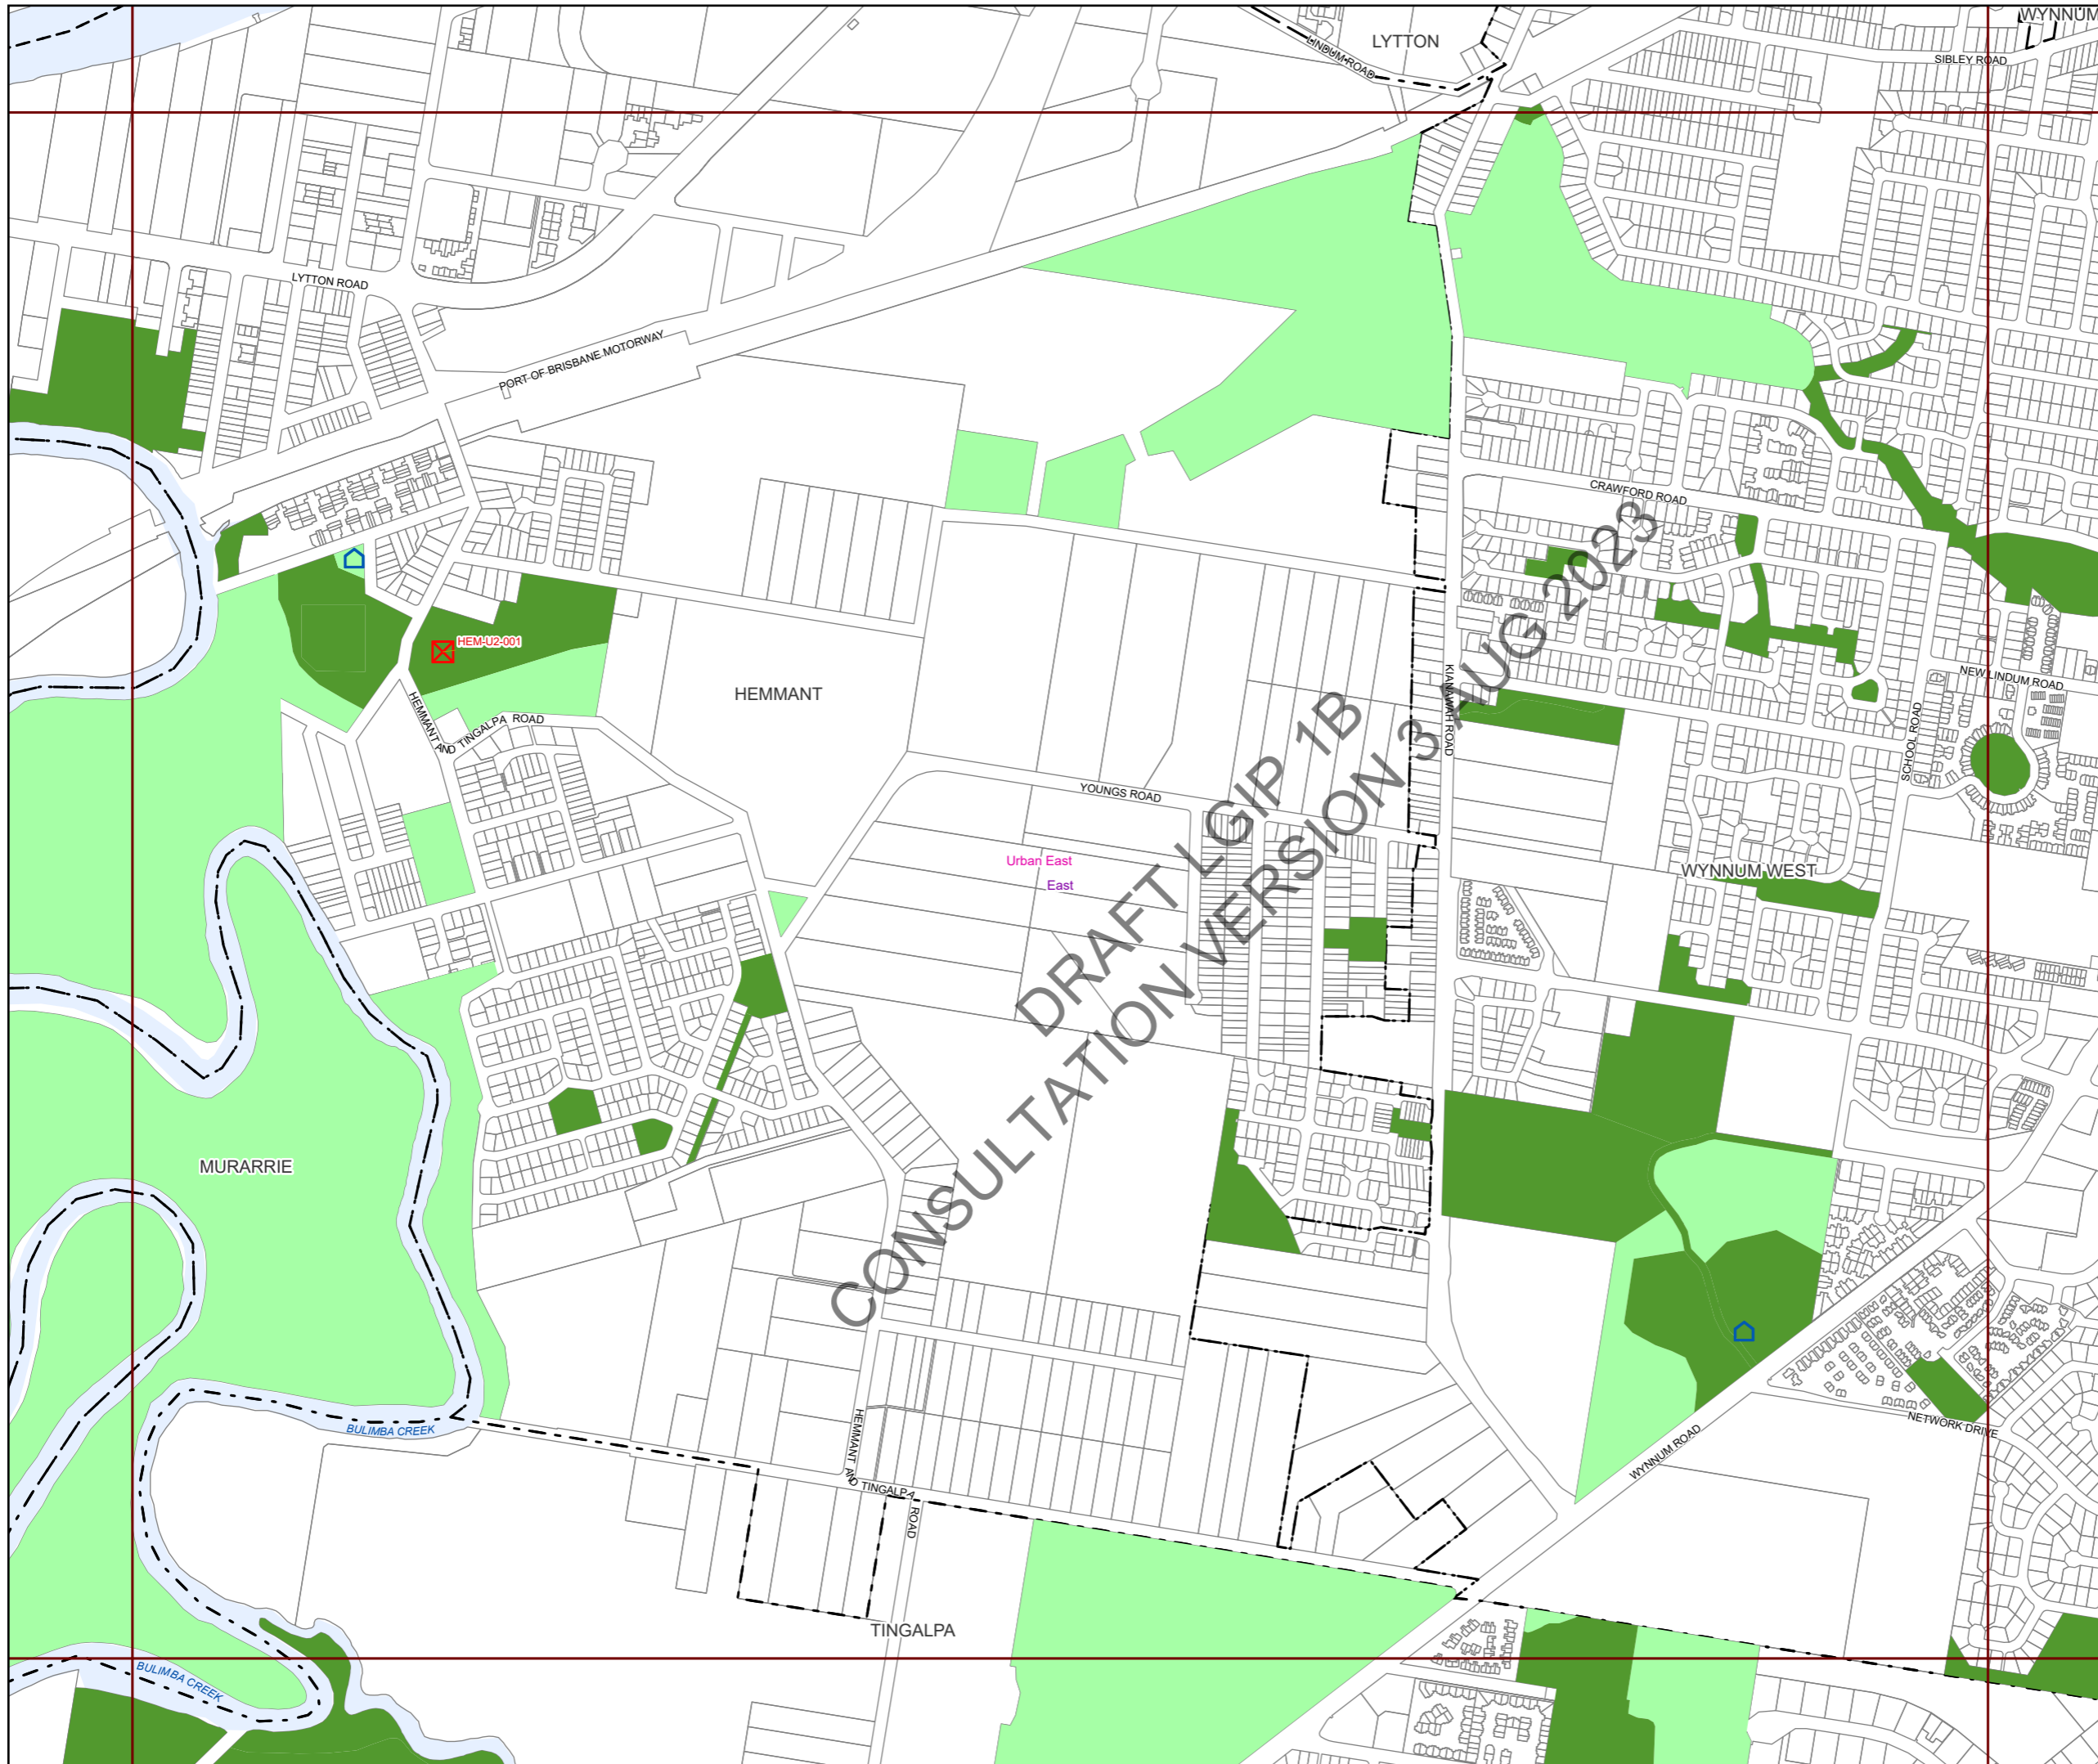 WYNNUM
LYTTON
LINDUM ROAD
SIBLEY ROAD
LYTTON ROAD
PORT OF BRISBANE MOTORWAY
CRAWFORD ROAD
HEM-U2-001
HEMMANT
KIANAWAH ROAD
NEW LINDUM ROAD
HEMMANT AND TINGALPA ROAD
SCHOOL ROAD
YOUNGS ROAD
Urban East
East
WYNNUM WEST
DRAFT LGIP 1B
CONSULTATION VERSION 3 AUG 2023
MURARRIE
BULIMBA CREEK
NETWORK DRIVE
WYNNUM ROAD
HEMMANT AND TINGALPA ROAD
TINGALPA
BULIMBA CREEK